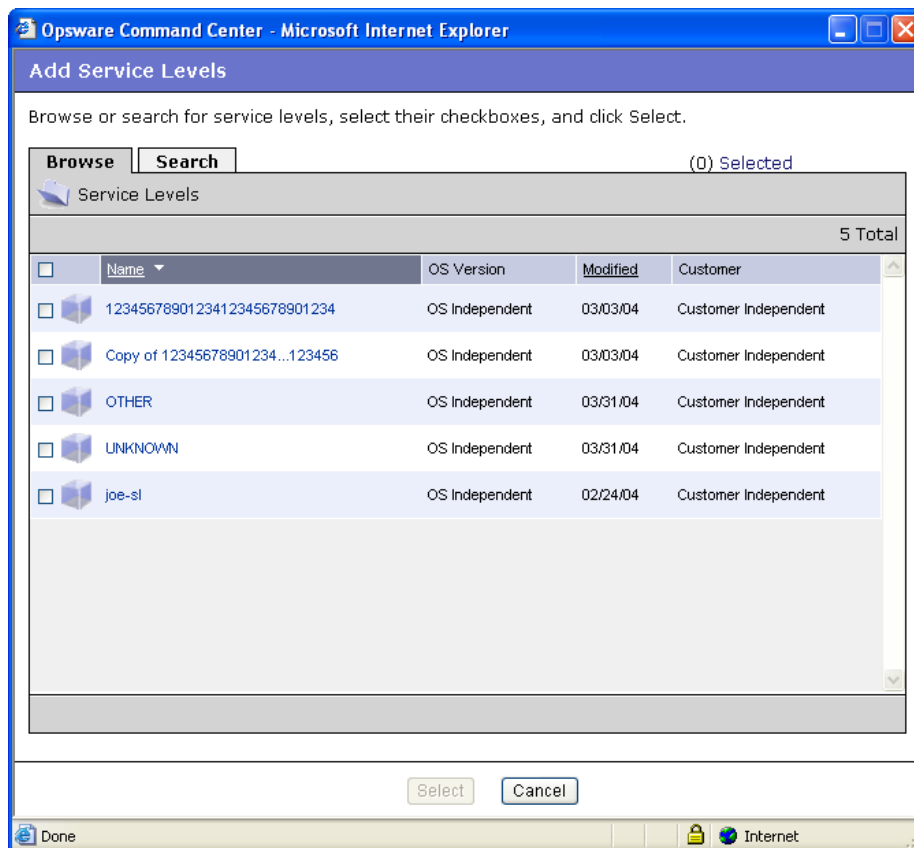 Opsware Command Center - Microsoft Internet Explorer
Add Service Levels
Browse or search for service levels, select their checkboxes, and click Select.
Browse Search (0) Selected
Service Levels
5 Total
Name OS Version Modified Customer
1234567890123412345678901234 OS Independent 03/03/04 Customer Independent
Copy of 12345678901234...123456 OS Independent 03/03/04 Customer Independent
OTHER OS Independent 03/31/04 Customer Independent
UNKNOWN OS Independent 03/31/04 Customer Independent
joe-sl OS Independent 02/24/04 Customer Independent
Select Cancel
Done Internet